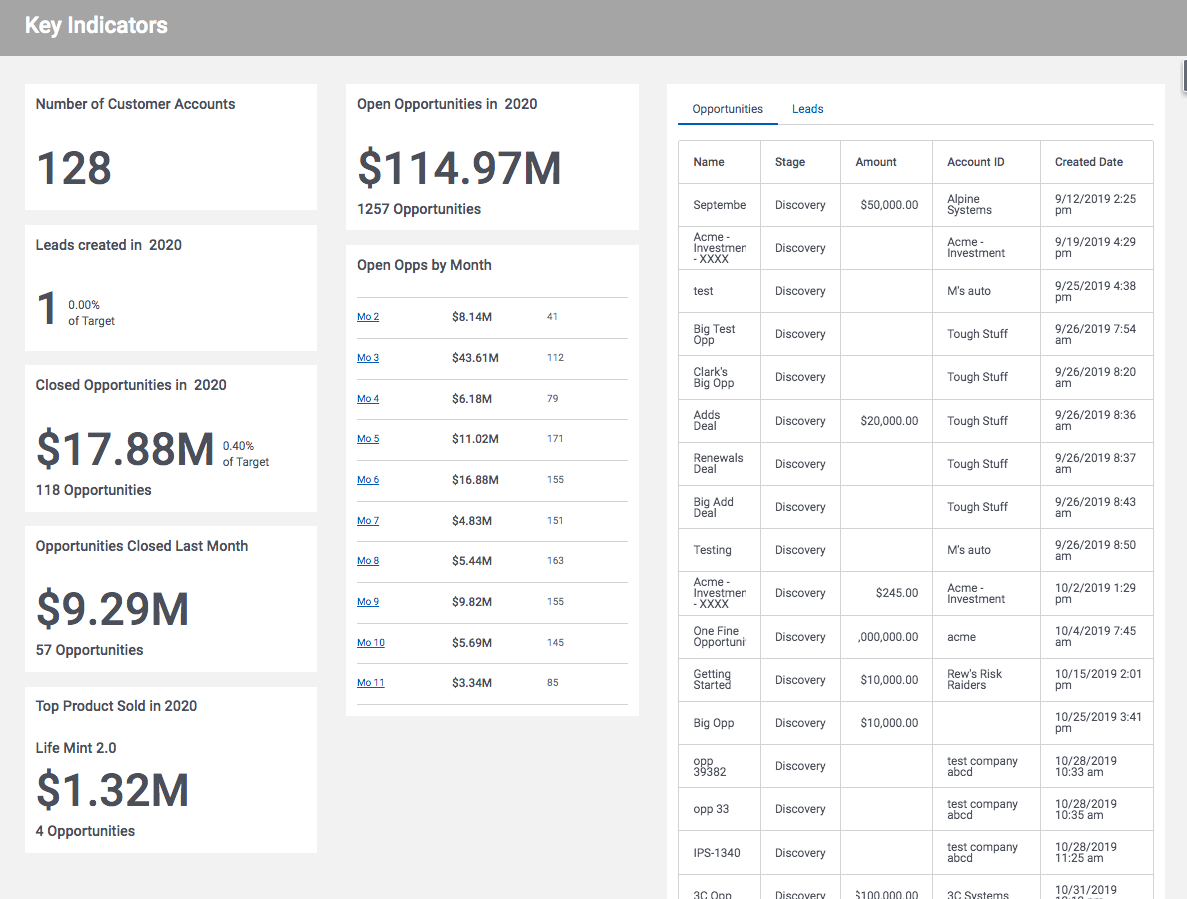 Key Indicators
Number of Customer Accounts
128
Leads created in 2020
1 0.00%
of Target
Closed Opportunities in 2020
$17.88M 0.40%
of Target
118 Opportunities
Opportunities Closed Last Month
$9.29M
57 Opportunities
Top Product Sold in 2020
Life Mint 2.0
$1.32M
4 Opportunities
Open Opportunities in 2020
$114.97M
1257 Opportunities
Open Opps by Month
Mo 2 $8.14M 41
Mo 3 $43.61M 112
Mo 4 $6.18M 79
Mo 5 $11.02M 171
Mo 6 $16.88M 155
Mo 7 $4.83M 151
Mo 8 $5.44M 163
Mo 9 $9.82M 155
Mo 10 $5.69M 145
Mo 11 $3.34M 85
Opportunities Leads
Name Stage Amount Account ID Created Date
Septembe Discovery $50,000.00 Alpine Systems 9/12/2019 2:25 pm
Acme - Investmer - XXXX Discovery Acme - Investment 9/19/2019 4:29 pm
test Discovery M's auto 9/25/2019 4:38 pm
Big Test Opp Discovery Tough Stuff 9/26/2019 7:54 am
Clark's Big Opp Discovery Tough Stuff 9/26/2019 8:20 am
Adds Deal Discovery $20,000.00 Tough Stuff 9/26/2019 8:36 am
Renewals Deal Discovery Tough Stuff 9/26/2019 8:37 am
Big Add Deal Discovery Tough Stuff 9/26/2019 8:43 am
Testing Discovery M's auto 9/26/2019 8:50 am
Acme - Investmer - XXXX Discovery $245.00 Acme - Investment 10/2/2019 1:29 pm
One Fine Opportuni Discovery ,000,000.00 acme 10/4/2019 7:45 am
Getting Started Discovery $10,000.00 Rew's Risk Raiders 10/15/2019 2:01 pm
Big Opp Discovery $10,000.00 10/25/2019 3:41 pm
opp 39382 Discovery test company abcd 10/28/2019 10:33 am
opp 33 Discovery test company abcd 10/28/2019 10:35 am
IPS-1340 Discovery test company abcd 10/28/2019 11:25 am
3C Opp Discovery $100,000.00 3C Systems 10/31/2019